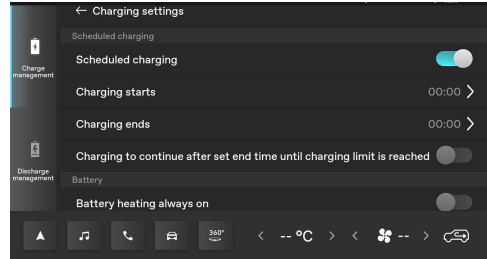 ← Charging settings
Scheduled charging
Charge management
Scheduled charging
Charging starts 00:00 >
Charging ends 00:00 >
Charging to continue after set end time until charging limit is reached
Discharge management
Battery
Battery heating always on
360°
< -- °C > < -- >